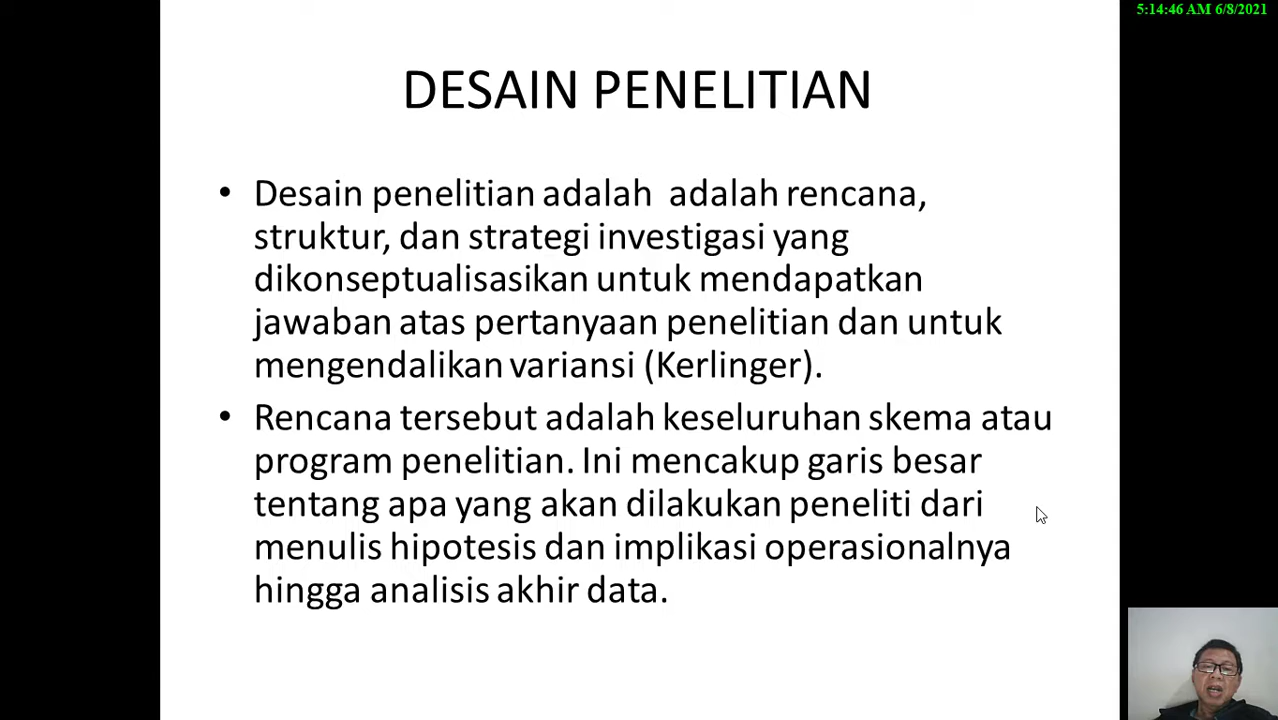 5:14:46 AM 6/8/2021
DESAIN PENELITIAN
• Desain penelitian adalah  adalah rencana,
struktur, dan strategi investigasi yang
dikonseptualisasikan untuk mendapatkan
jawaban atas pertanyaan penelitian dan untuk
mengendalikan variansi (Kerlinger).
• Rencana tersebut adalah keseluruhan skema atau
program penelitian. Ini mencakup garis besar
tentang apa yang akan dilakukan peneliti dari
menulis hipotesis dan implikasi operasionalnya
hingga analisis akhir data.